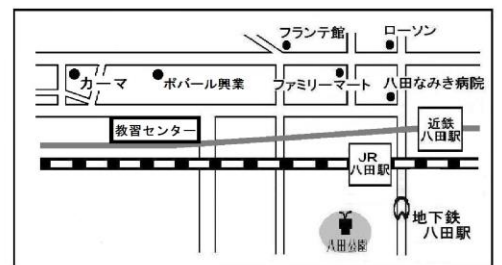 フランテ館
ローソン
カーマ
ボバール興業
ファミリーマート
八田なみき病院
教習センター
近鉄
八田駅
JR
八田駅
地下鉄
八田駅
八田公園